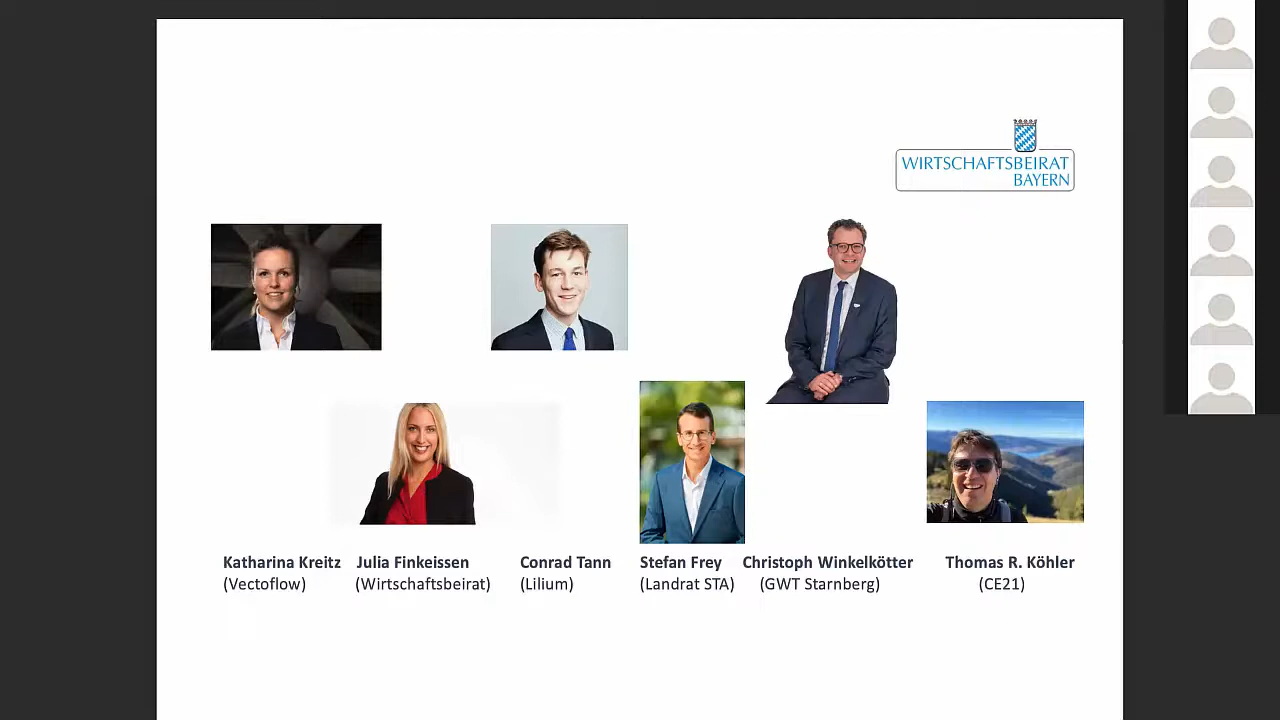 WIRTSCHAFTSBEIRAT
BAYERN
Katharina Kreitz
(Vectoflow)
Julia Finkeissen
(Wirtschaftsbeirat)
Conrad Tann
(Lilium)
Stefan Frey
(Landrat STA)
Christoph Winkelkötter
(GWT Starnberg)
Thomas R. Köhler
(CE21)